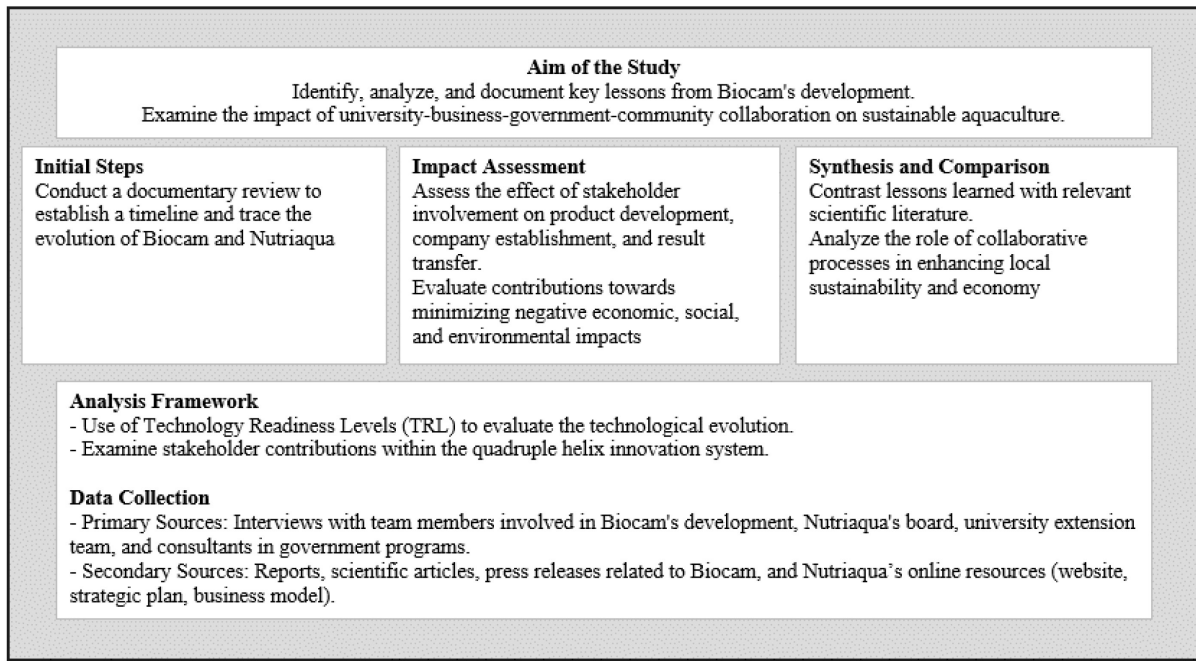 Aim of the Study
Identify, analyze, and document key lessons from Biocam's development.
Examine the impact of university-business-government-community collaboration on sustainable aquaculture.
Initial Steps
Conduct a documentary review to
establish a timeline and trace the
evolution of Biocam and Nutriaqua
Impact Assessment
Assess the effect of stakeholder
involvement on product development,
company establishment, and result
transfer.
Evaluate contributions towards
minimizing negative economic, social,
and environmental impacts
Synthesis and Comparison
Contrast lessons learned with relevant
scientific literature.
Analyze the role of collaborative
processes in enhancing local
sustainability and economy
Analysis Framework
- Use of Technology Readiness Levels (TRL) to evaluate the technological evolution.
- Examine stakeholder contributions within the quadruple helix innovation system.
Data Collection
- Primary Sources: Interviews with team members involved in Biocam's development, Nutriaqua's board, university extension
team, and consultants in government programs.
- Secondary Sources: Reports, scientific articles, press releases related to Biocam, and Nutriaqua’s online resources (website,
strategic plan, business model).